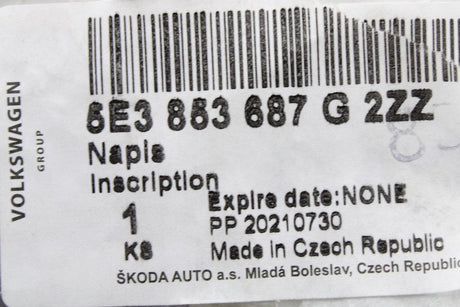 VOLKSWAGEN
GROUP
5E3 853 687 G 2ZZ
Napis
Inscription
Expire date:NONE
1
PP 20210730
KS
Made in Czech Republic
ŠKODA AUTO a.s. Mladá Boleslav, Czech Republic